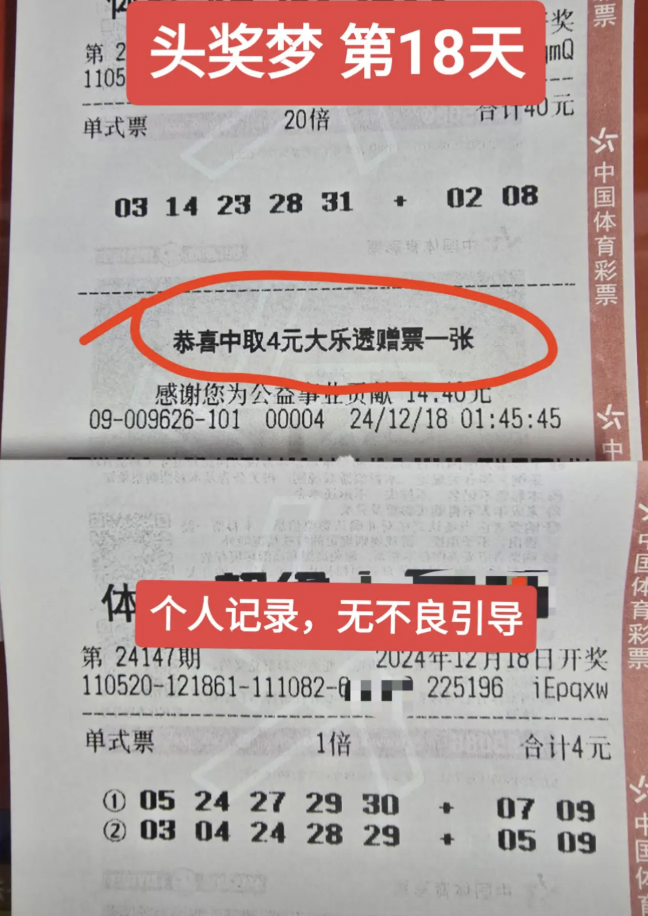 头奖梦 第18天
第 2
开奖
1105
gmQ
单式票 20倍 合计40元
03 14 23 28 31 + 02 08
恭喜中取4元大乐透赠票一张
感谢您为公益事业贡献 14.40元
09-009626-101 00004 24/12/18 01:45:45
中国体育彩票
体
个人记录，无不良引导
第 24147期 2024年12月18日开奖
110520-121861-111082- 225196 iEpqxw
单式票 1倍 合计4元
① 05 24 27 29 30 + 07 09
② 03 04 24 28 29 + 05 09
中国体育彩票